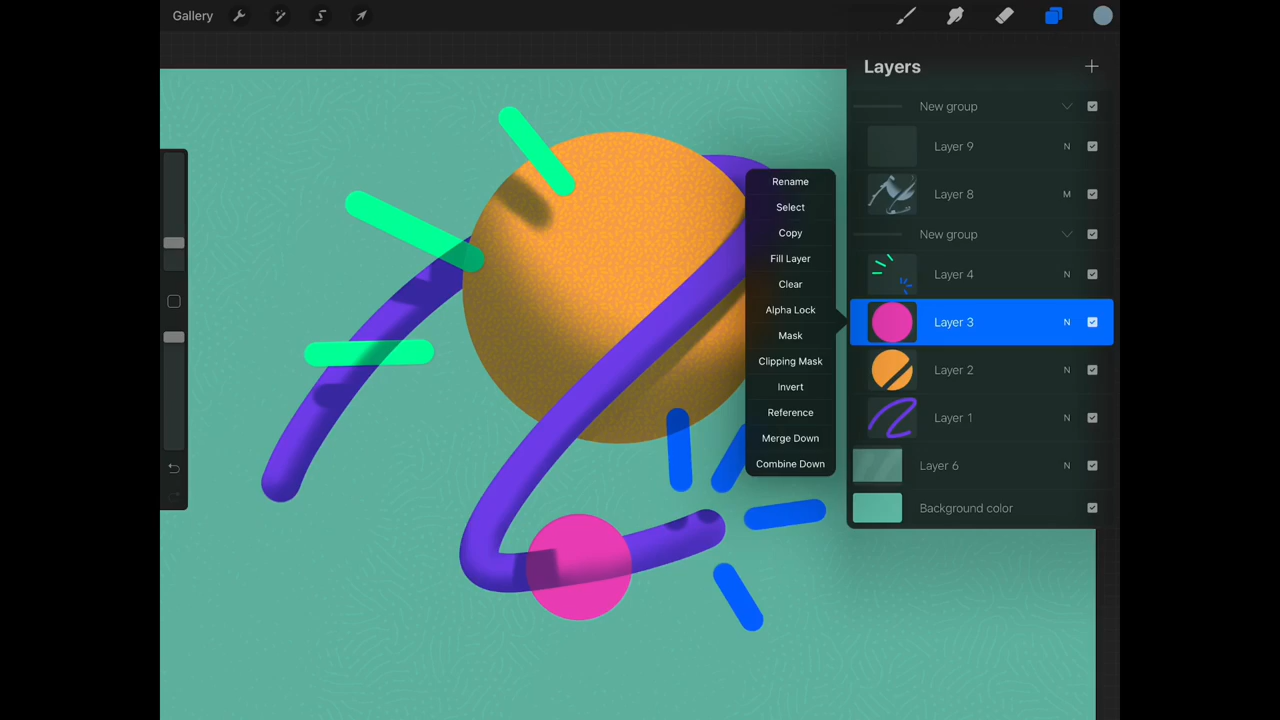 Gallery
Layers
New group
Layer 9 N
Layer 8 M
New group
Layer 4 N
Layer 3 N
Layer 2 N
Layer 1 N
Layer 6 N
Background color
Rename
Select
Copy
Fill Layer
Clear
Alpha Lock
Mask
Clipping Mask
Invert
Reference
Merge Down
Combine Down